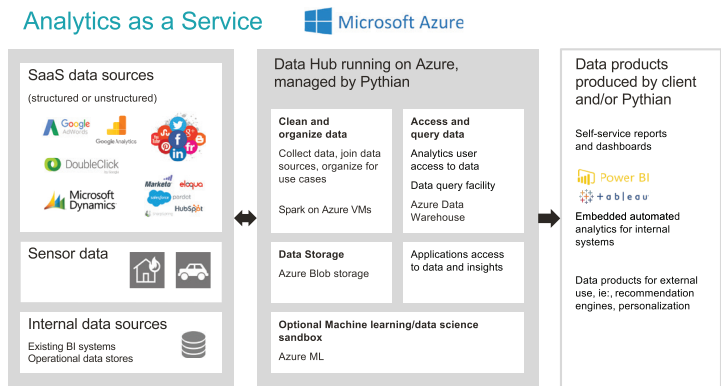 Analytics as a Service
Microsoft Azure
SaaS data sources
(structured or unstructured)
Google
AdWords
Google Analytics
DoubleClick
Microsoft
Dynamics
Marketo
eloqua
salesforce
pardot
HubSpot
Sensor data
Internal data sources
Existing BI systems
Operational data stores
Data Hub running on Azure,
managed by Pythian
Clean and
organize data
Collect data, join data
sources, organize for
use cases
Spark on Azure VMs
Access and
query data
Analytics user
access to data
Data query facility
Azure Data
Warehouse
Data Storage
Azure Blob storage
Applications access
to data and insights
Optional Machine learning/data science
sandbox
Azure ML
Data products
produced by client
and/or Pythian
Self-service reports
and dashboards
Power BI
+tableau
Embedded automated
analytics for internal
systems
Data products for external
use, ie:, recommendation
engines, personalization